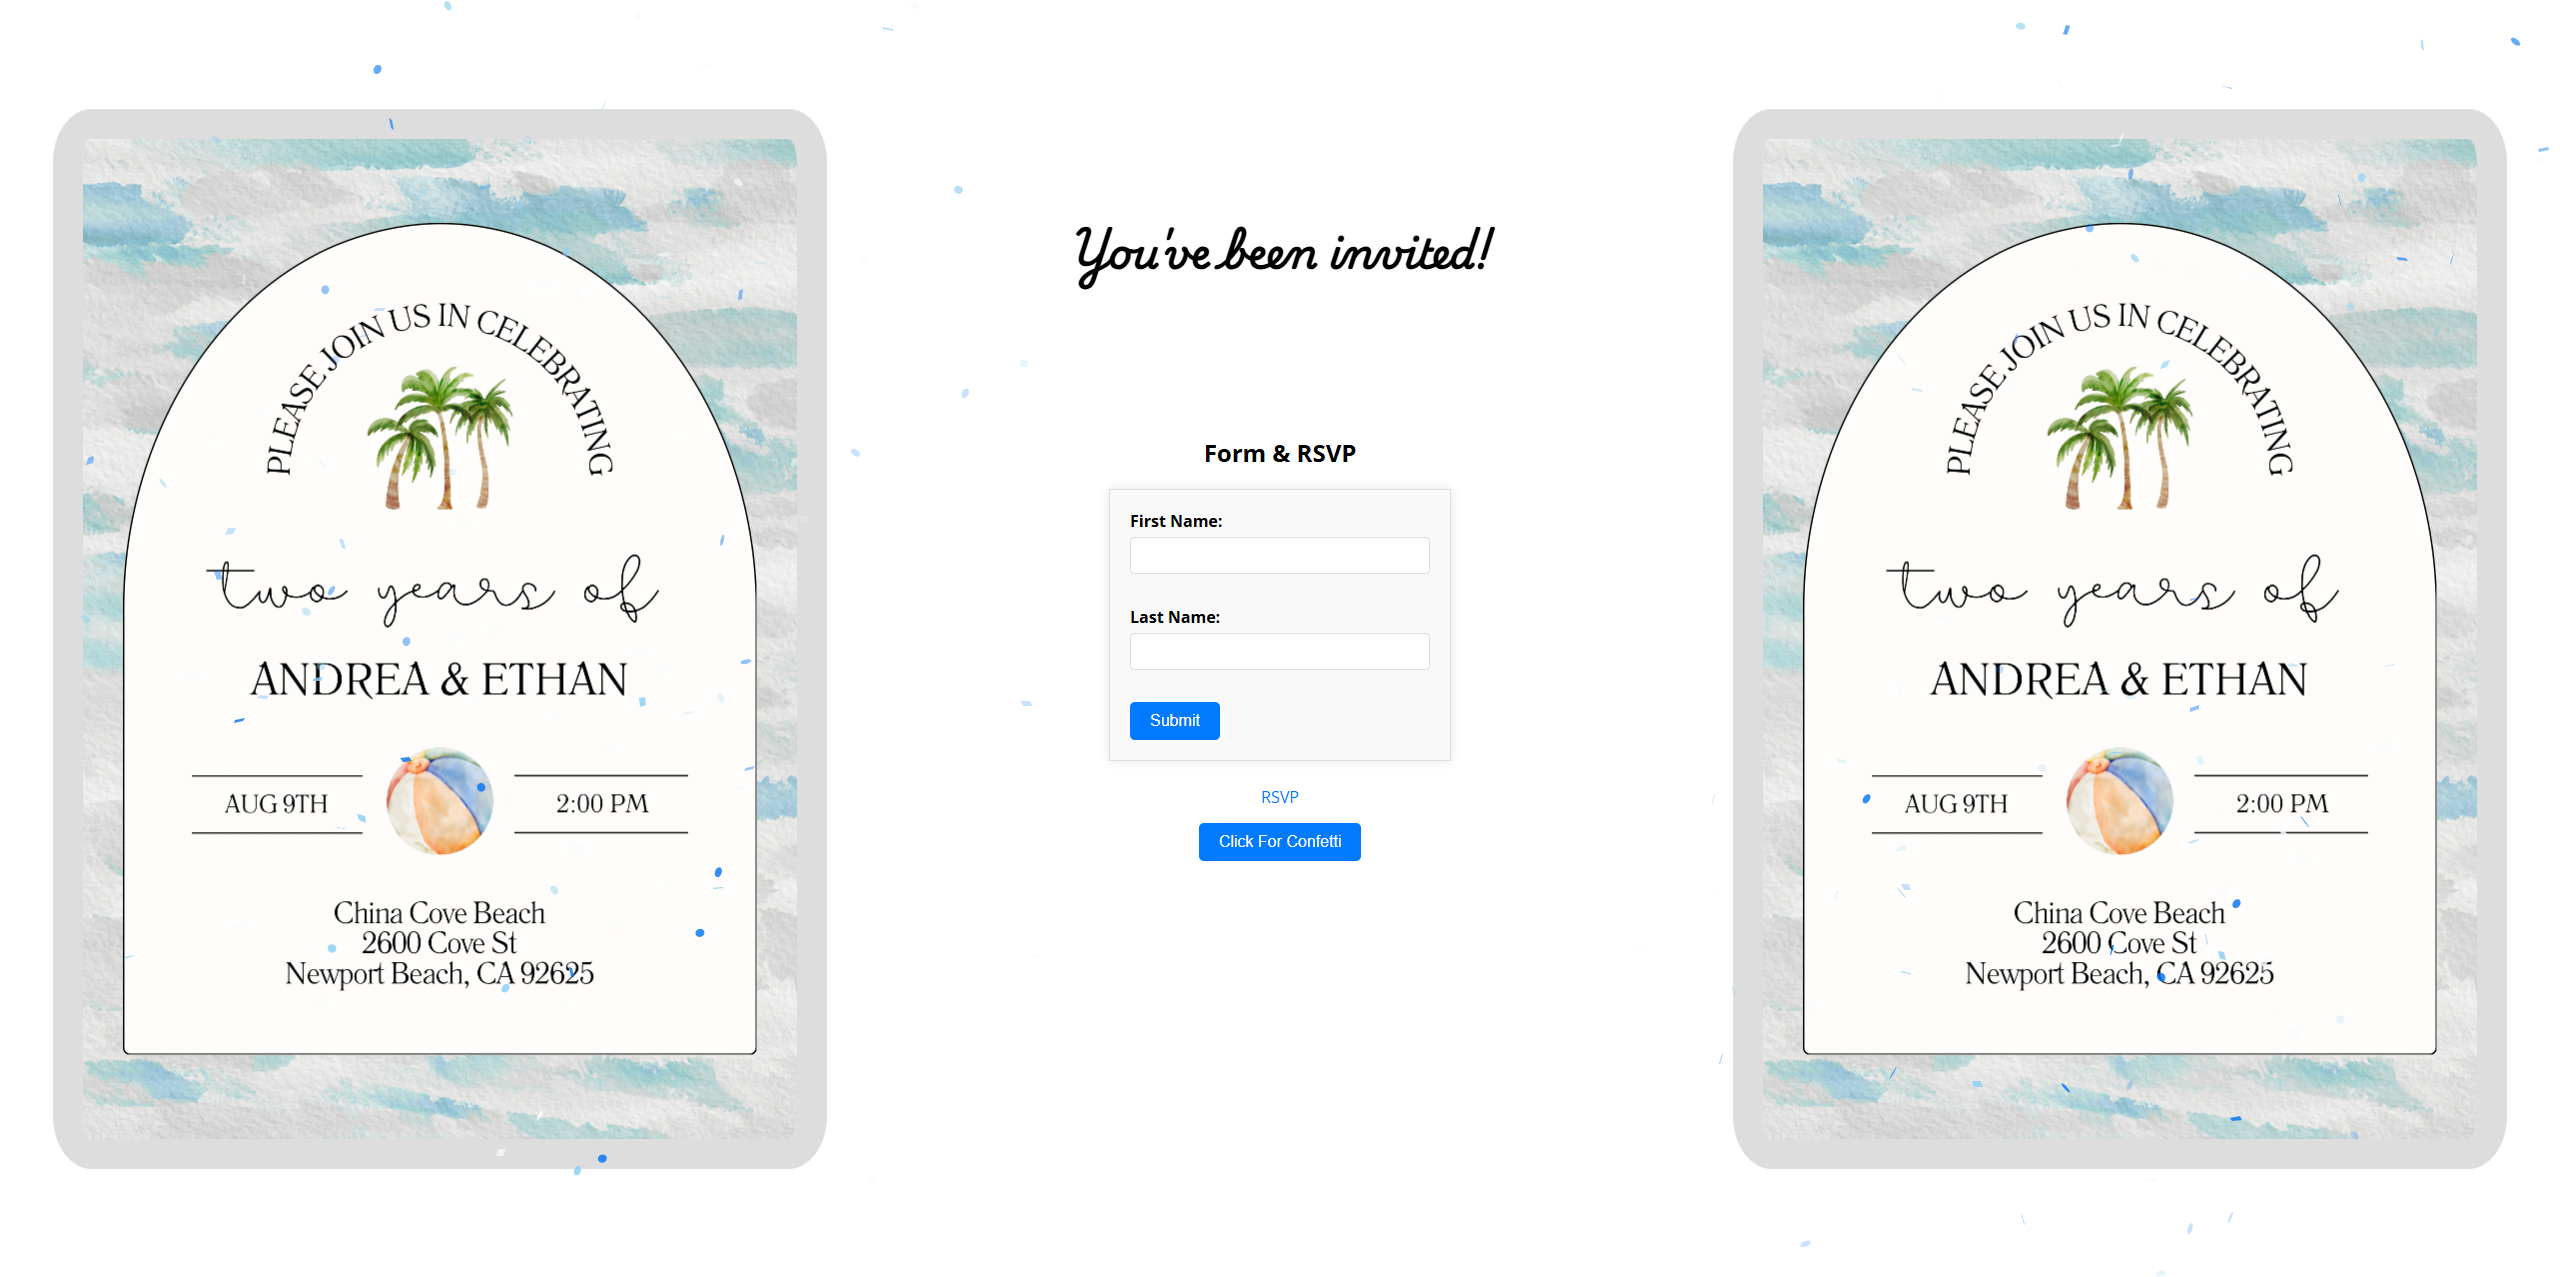 PLEASE JOIN US IN CELEBRATING
two years of
ANDREA & ETHAN
AUG 9TH
2:00 PM
China Cove Beach
2600 Cove St
Newport Beach, CA 92625
You've been invited!
Form & RSVP
First Name:
Last Name:
Submit
RSVP
Click For Confetti
PLEASE JOIN US IN CELEBRATING
two years of
ANDREA & ETHAN
AUG 9TH
2:00 PM
China Cove Beach
2600 Cove St
Newport Beach, CA 92625